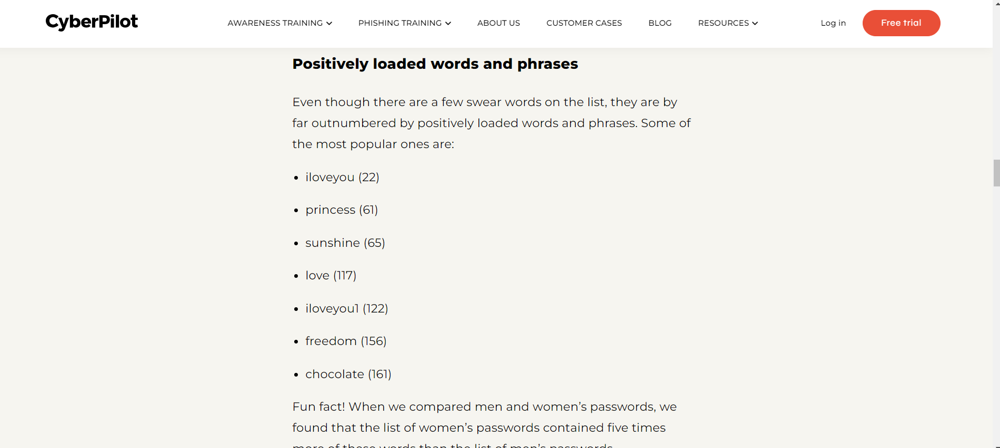 CyberPilot
AWARENESS TRAINING
PHISHING TRAINING
ABOUT US
CUSTOMER CASES
BLOG
RESOURCES
Log in
Free trial
Positively loaded words and phrases
Even though there are a few swear words on the list, they are by
far outnumbered by positively loaded words and phrases. Some of
the most popular ones are:
• iloveyou (22)
• princess (61)
• sunshine (65)
• love (117)
• iloveyou1 (122)
• freedom (156)
• chocolate (161)
Fun fact! When we compared men and women’s passwords, we
found that the list of women’s passwords contained five times
more of these words than the list of men’s passwords.